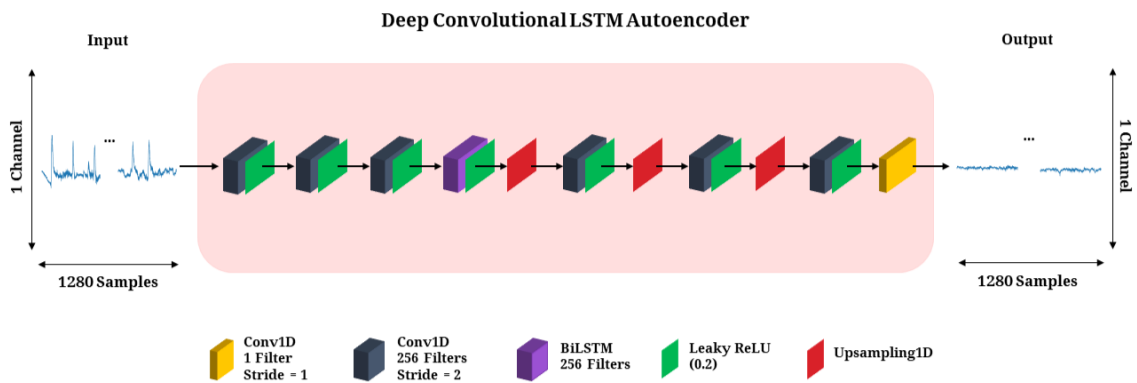 Deep Convolutional LSTM Autoencoder
Input
Output
1 Channel
...
...
1 Channel
1280 Samples
1280 Samples
Conv1D
1 Filter
Stride = 1
Conv1D
256 Filters
Stride = 2
BiLSTM
256 Filters
Leaky ReLU
(0.2)
Upsampling1D